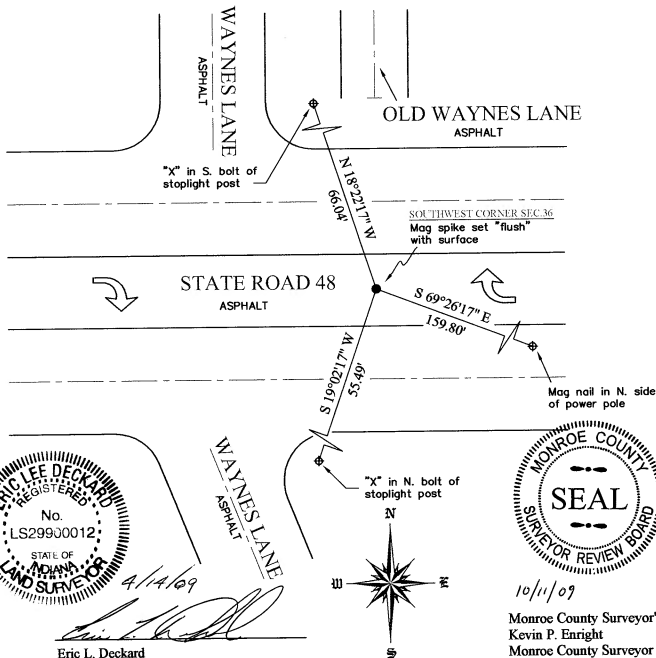 WAYNES LANE
ASPHALT
OLD WAYNES LANE
ASPHALT
"X" in S. bolt of
stoplight post
N 18°22'17" W
66.04'
SOUTHWEST CORNER SEC.36
Mag spike set "flush"
with surface
STATE ROAD 48
ASPHALT
S 69°26'17" E
159.80'
S 19°02'17" W
55.49'
Mag nail in N. side
of power pole
"X" in N. bolt of
stoplight post
WAYNES LANE
ASPHALT
ERIC LEE DECKARD
REGISTERED
No.
LS29900012
STATE OF
INDIANA
LAND SURVEYOR
MONROE COUNTY
SEAL
SURVEYOR REVIEW BOARD
N
W E
S
4/14/09
10/11/09
Eric L. Deckard
Monroe County Surveyor'
Kevin P. Enright
Monroe County Surveyor